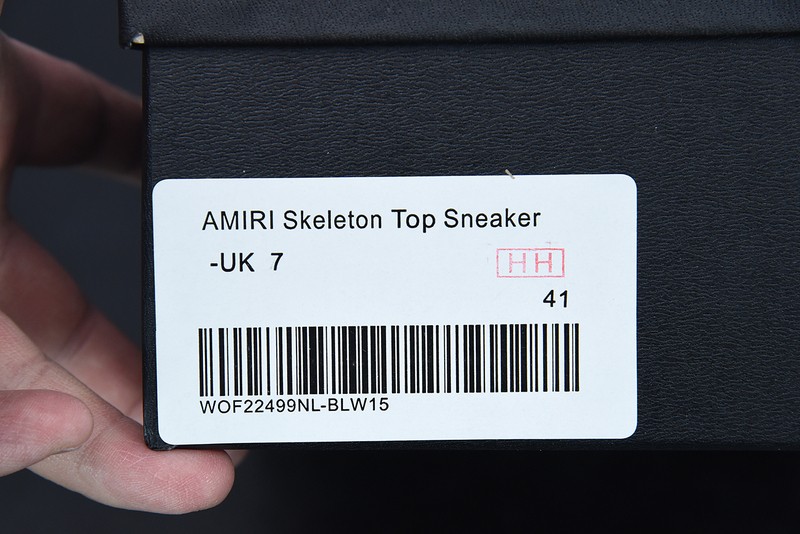 AMIRI Skeleton Top Sneaker
-UK 7
HH
41
WOF22499NL-BLW15